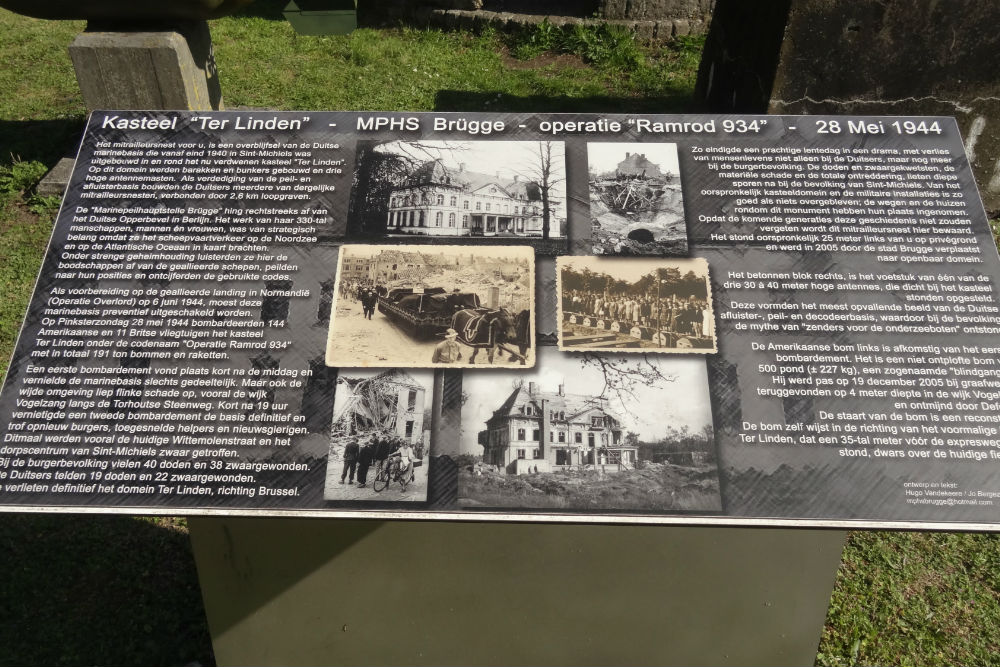 Kasteel "Ter Linden" - MPHS Brügge - operatie "Ramrod 934" - 28 Mei 1944
Het mitrailleursnest voor u, is een overblijfsel van de Duitse
marinebasis die vanaf eind 1940 in Sint-Michiels was
uitgebouwd in en rond het nu verdwenen kasteel "Ter Linden".
Op dit domein werden barakken en bunkers gebouwd en drie
hoge antennemasten. Als verdediging van de peil- en
afluisterbasis bouwden de Duitsers meerdere van dergelijke
mitrailleursnesten, verbonden door 2,6 km loopgraven.
De "Marinepeilhauptstelle Brügge" hing rechtstreeks af van
het Duitse Opperbevel in Berlijn. Het werk van haar 330-tal
manschappen, mannen én vrouwen, was van strategisch
belang omdat ze het scheepvaartverkeer op de Noordzee
en op de Atlantische Oceaan in kaart brachten.
Onder strenge geheimhouding luisterden ze hier de
boodschappen af van de geallieerde schepen, peilden
naar hun posities en ontcijferden de gebruikte codes.
Als voorbereiding op de geallieerde landing in Normandië
(Operatie Overlord) op 6 juni 1944, moest deze
marinebasis preventief uitgeschakeld worden.
Op Pinksterzondag 28 mei 1944 bombardeerden 144
Amerikaanse en 11 Britse vliegtuigen het kasteel
Ter Linden onder de codenaam "Operatie Ramrod 934"
met in totaal 191 ton bommen en raketten.
Een eerste bombardement vond plaats kort na de middag en
vernielde de marinebasis slechts gedeeltelijk. Maar ook de
wijde omgeving liep flinke schade op, vooral de wijk
Vogelzang langs de Torhoutse Steenweg. Kort na 19 uur
vernietigde een tweede bombardement de basis definitief en
trof opnieuw burgers, toegesnelde helpers en nieuwsgierigen.
Ditmaal werden vooral de huidige Wittemolenstraat en het
dorpscentrum van Sint-Michiels zwaar getroffen.
Bij de burgerbevolking vielen 40 doden en 38 zwaargewonden.
De Duitsers telden 19 doden en 22 zwaargewonden.
Ze verlieten definitief het domein Ter Linden, richting Brussel.
Zo eindigde een prachtige lentedag in een drama, met verlies
van mensenlevens niet alleen bij de Duitsers, maar nog meer
bij de burgerbevolking. De doden en zwaargekwetsten, de
materiële schade en de totale ontreddering, lieten diepe
sporen na bij de bevolking van Sint-Michiels. Van het
oorspronkelijk kasteeldomein en de militaire installaties is zo
goed als niets overgebleven; de wegen en de huizen
rondom dit monument hebben hun plaats ingenomen.
Opdat de komende generaties deze geschiedenis niet zouden
vergeten wordt dit mitrailleursnest hier bewaard.
Het stond oorspronkelijk 25 meter links van u op privégrond
en werd in 2005 door de stad Brugge verplaatst
naar openbaar domein.
Het betonnen blok rechts, is het voetstuk van één van de
drie 30 à 40 meter hoge antennes, die dicht bij het kasteel
stonden opgesteld.
Deze vormden het meest opvallende beeld van de Duitse
afluister-, peil- en decodeerbasis, waardoor bij de bevolking
de mythe van "zenders voor de onderzeeboten" ontstond
De Amerikaanse bom links is afkomstig van het eerste
bombardement. Het is een niet ontplofte bom
500 pond (± 227 kg), een zogenaamde "blindganger
Hij werd pas op 19 december 2005 bij graafwe
teruggevonden op 4 meter diepte in de wijk Vogel
en ontmijnd door Def
De staart van de bom is een reconst
De bom zelf wijst in de richting van het voormalige
Ter Linden, dat een 35-tal meter vóór de expresweg
stond, dwars over de huidige fie
ontwerp en tekst:
Hugo Vandekeere / Jo Berge
mphwbrugge@hotmail.com